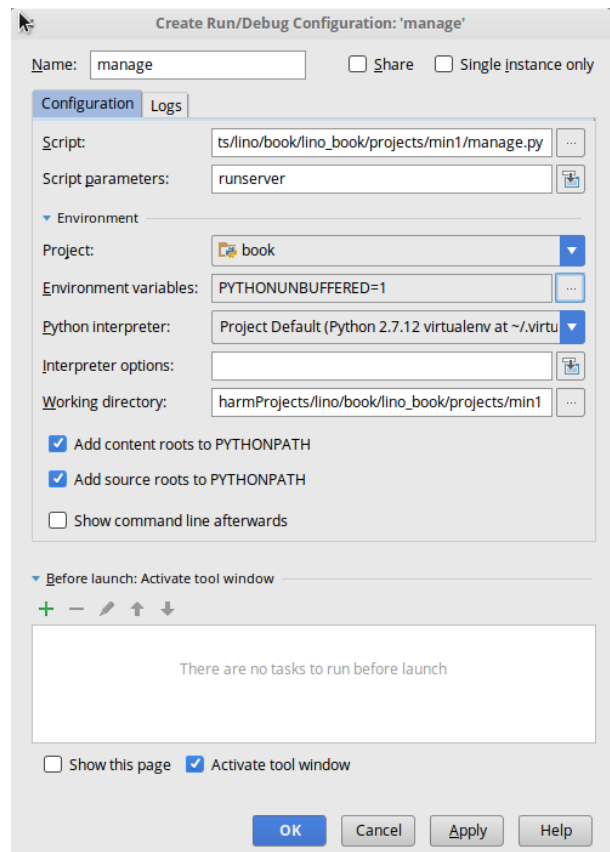 Create Run/Debug Configuration: 'manage'
Name: manage Share Single instance only
Configuration Logs
Script: ts/lino/book/lino_book/projects/min1/manage.py ...
Script parameters: runserver
Environment
Project: book
Environment variables: PYTHONUNBUFFERED=1 ...
Python interpreter: Project Default (Python 2.7.12 virtualenv at ~/.virtu
Interpreter options:
Working directory: harmProjects/lino/book/lino_book/projects/min1 ...
Add content roots to PYTHONPATH
Add source roots to PYTHONPATH
Show command line afterwards
Before launch: Activate tool window
There are no tasks to run before launch
Show this page Activate tool window
OK Cancel Apply Help